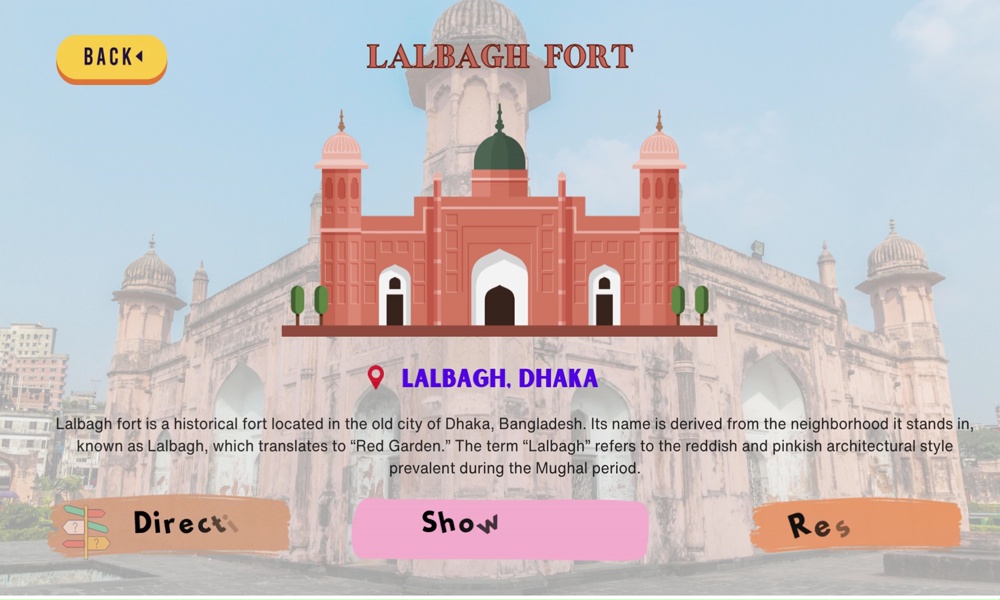 BACK
LALBAGH FORT
LALBAGH, DHAKA
Lalbagh fort is a historical fort located in the old city of Dhaka, Bangladesh. Its name is derived from the neighborhood it stands in,
known as Lalbagh, which translates to “Red Garden.” The term “Lalbagh” refers to the reddish and pinkish architectural style
prevalent during the Mughal period.
Directi
Show
Res